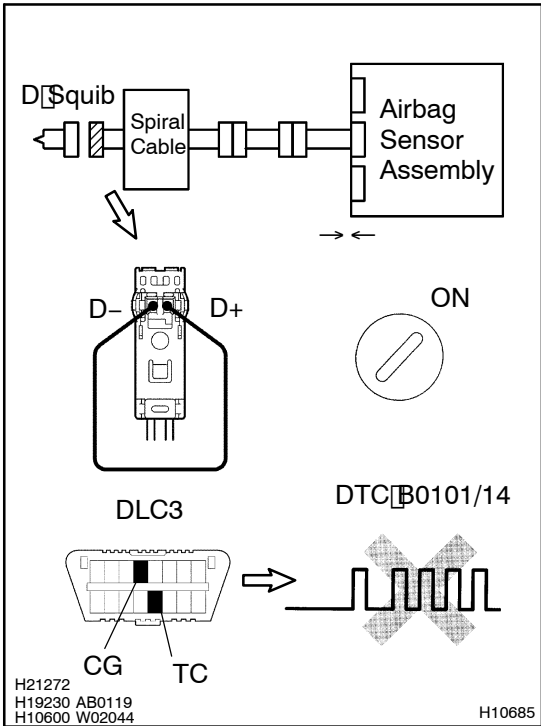 D Squib
Spiral
Cable
Airbag
Sensor
Assembly
D–
D+
ON
DLC3
DTC B0101/14
CG
TC
H21272
H19230 AB0119
H10600 W02044
H10685